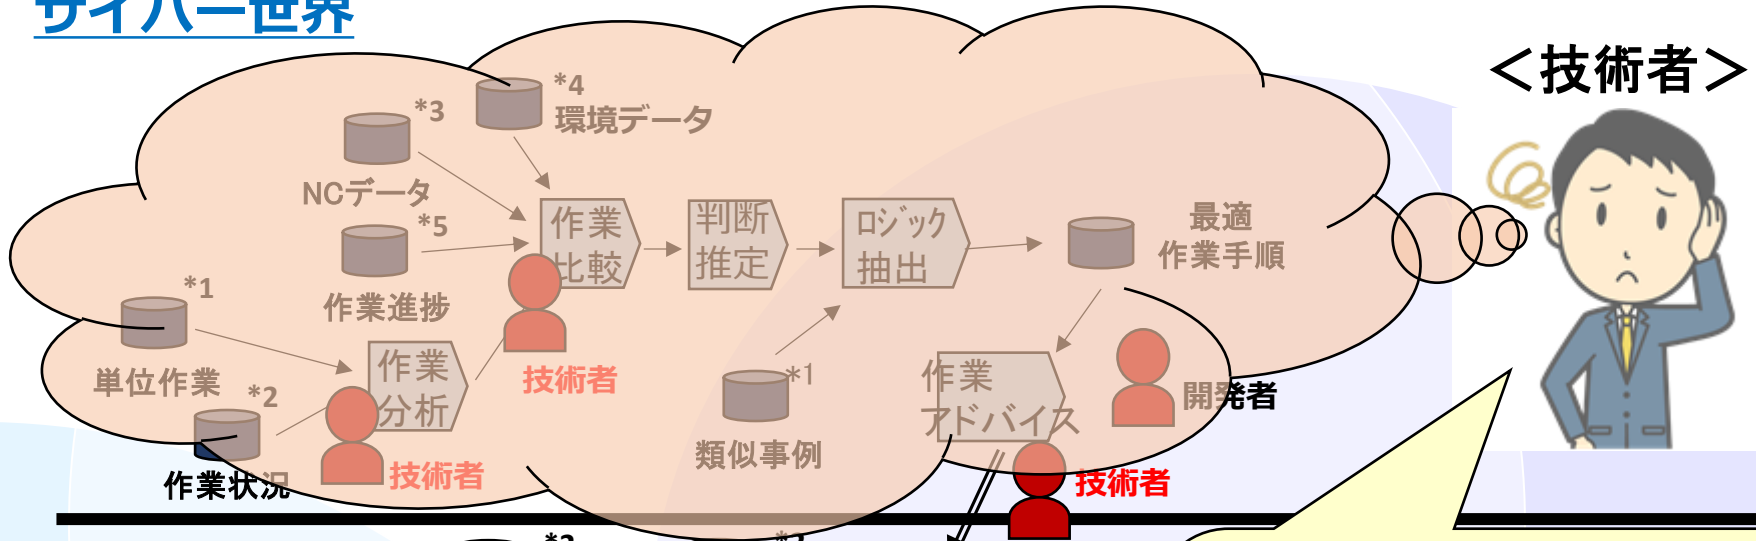 サイバー世界
<技術者>
*4
環境データ
*3
NCデータ
*5
作業進捗
*1
単位作業
*2
作業状況
作業
比較
判断
推定
ロジック
抽出
最適
作業手順
作業
分析
技術者
技術者
*1
類似事例
作業
アドバイス
開発者
技術者